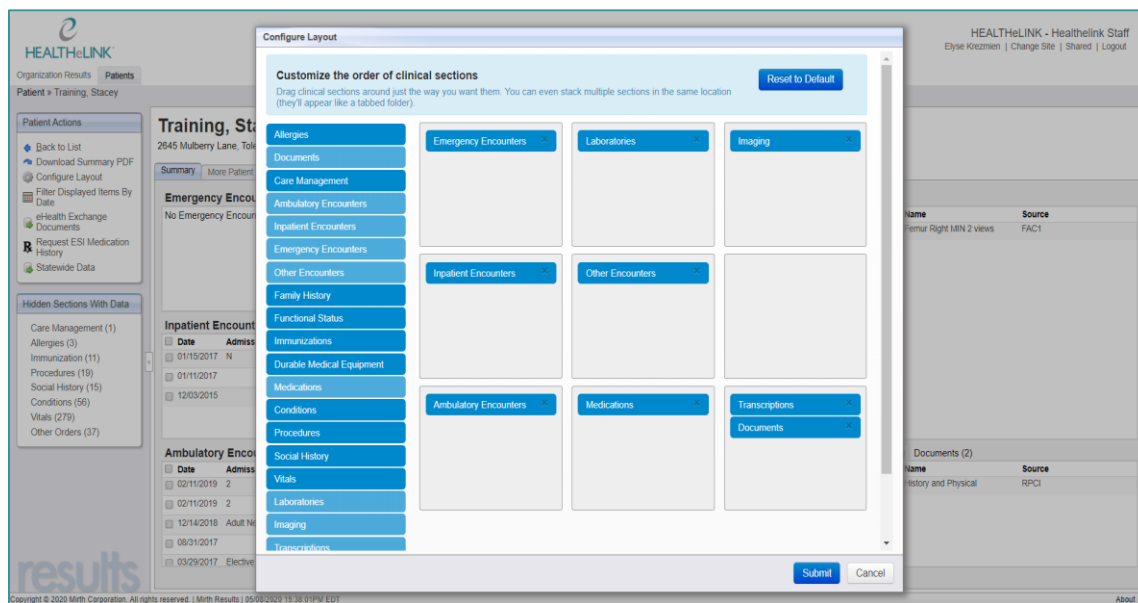 HEALTHeLINK
HEALTHeLINK - Healthelink Staff
Elyse Krezmien | Change Site | Shared | Logout
Organization Results Patients
Patient » Training, Stacey
Patient Actions
Back to List
Download Summary PDF
Configure Layout
Filter Displayed Items By
Date
eHealth Exchange
Documents
Request ESI Medication
History
Statewide Data
Hidden Sections With Data
Care Management (1)
Allergies (3)
Immunization (11)
Procedures (19)
Social History (15)
Conditions (56)
Vitals (279)
Other Orders (37)
results
Training,
2645 Mulberry Lane,
Summary More Patient
Emergency
No Emergency
Inpatient
Date Admiss
01/15/2017 N
01/11/2017
12/03/2015
Ambulatory
Date Admiss
02/11/2019 2
02/11/2019 2
12/14/2018 Adult
08/31/2017
03/29/2017 Elective
Configure Layout
Customize the order of clinical sections
Drag clinical sections around just the way you want them. You can even stack multiple sections in the same location
(they'll appear like a tabbed folder).
Reset to Default
Allergies
Documents
Care Management
Ambulatory Encounters
Inpatient Encounters
Emergency Encounters
Other Encounters
Family History
Functional Status
Immunizations
Durable Medical Equipment
Medications
Conditions
Procedures
Social History
Vitals
Laboratories
Imaging
Transcriptions
Emergency Encounters X
Laboratories X
Imaging X
Inpatient Encounters X
Other Encounters X
Ambulatory Encounters X
Medications X
Transcriptions X
Documents X
Submit Cancel
Name Source
Femur Right MIN 2 views FAC1
Documents (2)
Name Source
History and Physical RPCI
Copyright © 2020 Mirth Corporation. All rights reserved. | Mirth Results | 05/08/2020 15:38:01PM EDT
About